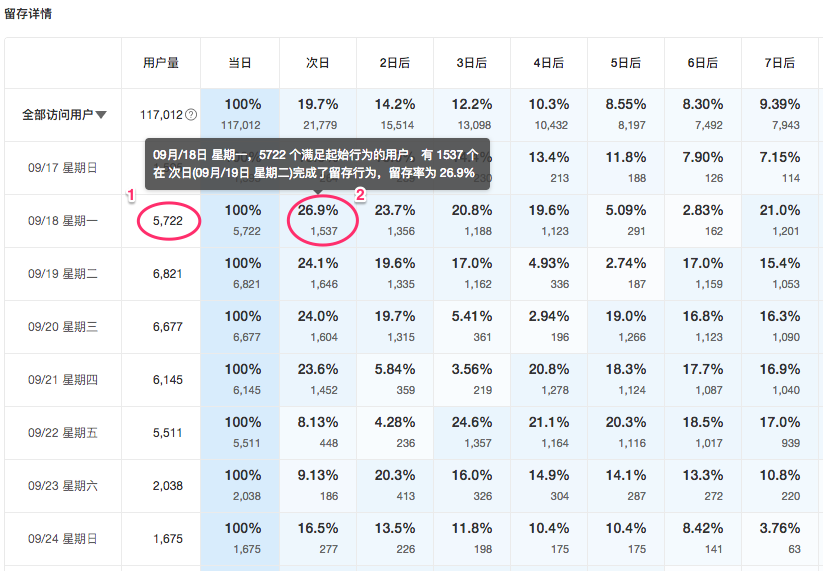 留存详情
用户量 当日 次日 2日后 3日后 4日后 5日后 6日后 7日后
100% 19.7% 14.2% 12.2% 10.3% 8.55% 8.30% 9.39%
全部访问用户▼ 117,012 ?
117,012 21,779 15,514 13,098 10,432 8,197 7,492 7,943
09月/18日 星期一，5722 个满足起始行为的用户，有 1537 个
在 次日(09月/19日 星期二)完成了留存行为，留存率为 26.9%
13.4% 11.8% 7.90% 7.15%
09/17 星期日
213 188 126 114
1 2
100% 26.9% 23.7% 20.8% 19.6% 5.09% 2.83% 21.0%
09/18 星期一 5,722
5,722 1,537 1,356 1,188 1,123 291 162 1,201
100% 24.1% 19.6% 17.0% 4.93% 2.74% 17.0% 15.4%
09/19 星期二 6,821
6,821 1,646 1,335 1,162 336 187 1,159 1,053
100% 24.0% 19.7% 5.41% 2.94% 19.0% 16.8% 16.3%
09/20 星期三 6,677
6,677 1,604 1,315 361 196 1,266 1,123 1,090
100% 23.6% 5.84% 3.56% 20.8% 18.3% 17.7% 16.9%
09/21 星期四 6,145
6,145 1,452 359 219 1,278 1,124 1,087 1,040
100% 8.13% 4.28% 24.6% 21.1% 20.3% 18.5% 17.0%
09/22 星期五 5,511
5,511 448 236 1,357 1,164 1,116 1,017 939
100% 9.13% 20.3% 16.0% 14.9% 14.1% 13.3% 10.8%
09/23 星期六 2,038
2,038 186 413 326 304 287 272 220
100% 16.5% 13.5% 11.8% 10.4% 10.4% 8.42% 3.76%
09/24 星期日 1,675
1,675 277 226 198 175 175 141 63